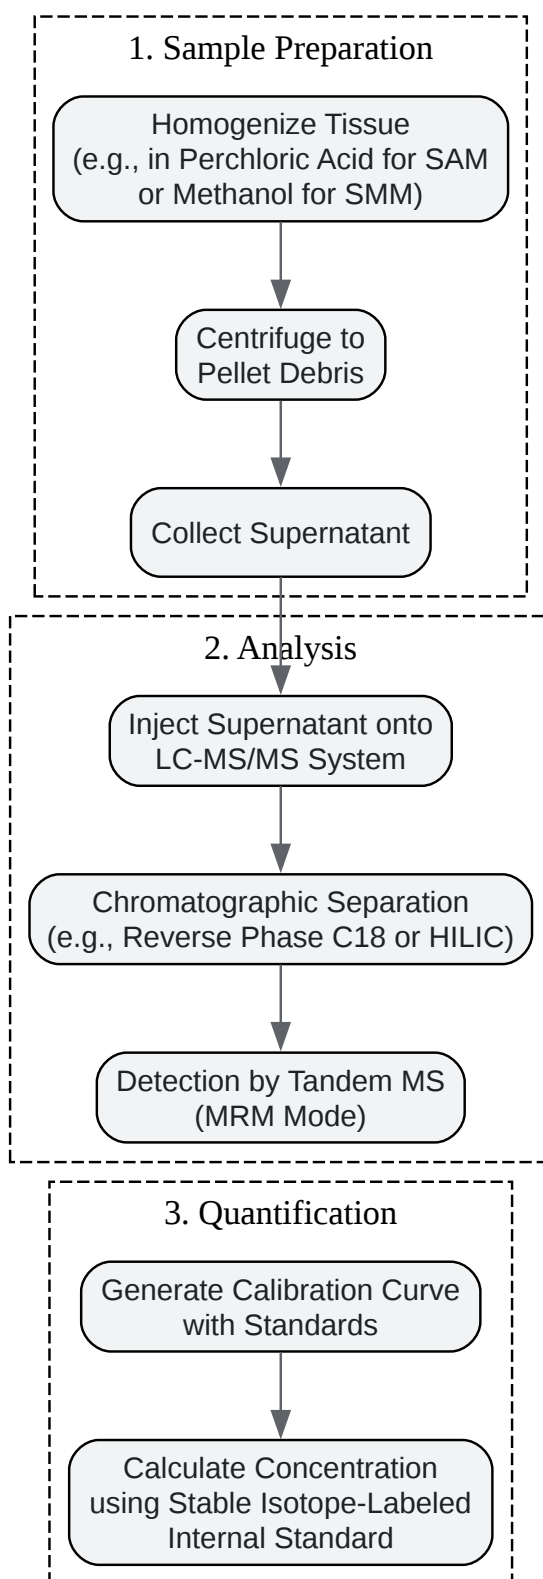 1. Sample Preparation
Homogenize Tissue
(e.g., in Perchloric Acid for SAM
or Methanol for SMM)
Centrifuge to
Pellet Debris
Collect Supernatant
2. Analysis
Inject Supernatant onto
LC-MS/MS System
Chromatographic Separation
(e.g., Reverse Phase C18 or HILIC)
Detection by Tandem MS
(MRM Mode)
3. Quantification
Generate Calibration Curve
with Standards
Calculate Concentration
using Stable Isotope-Labeled
Internal Standard